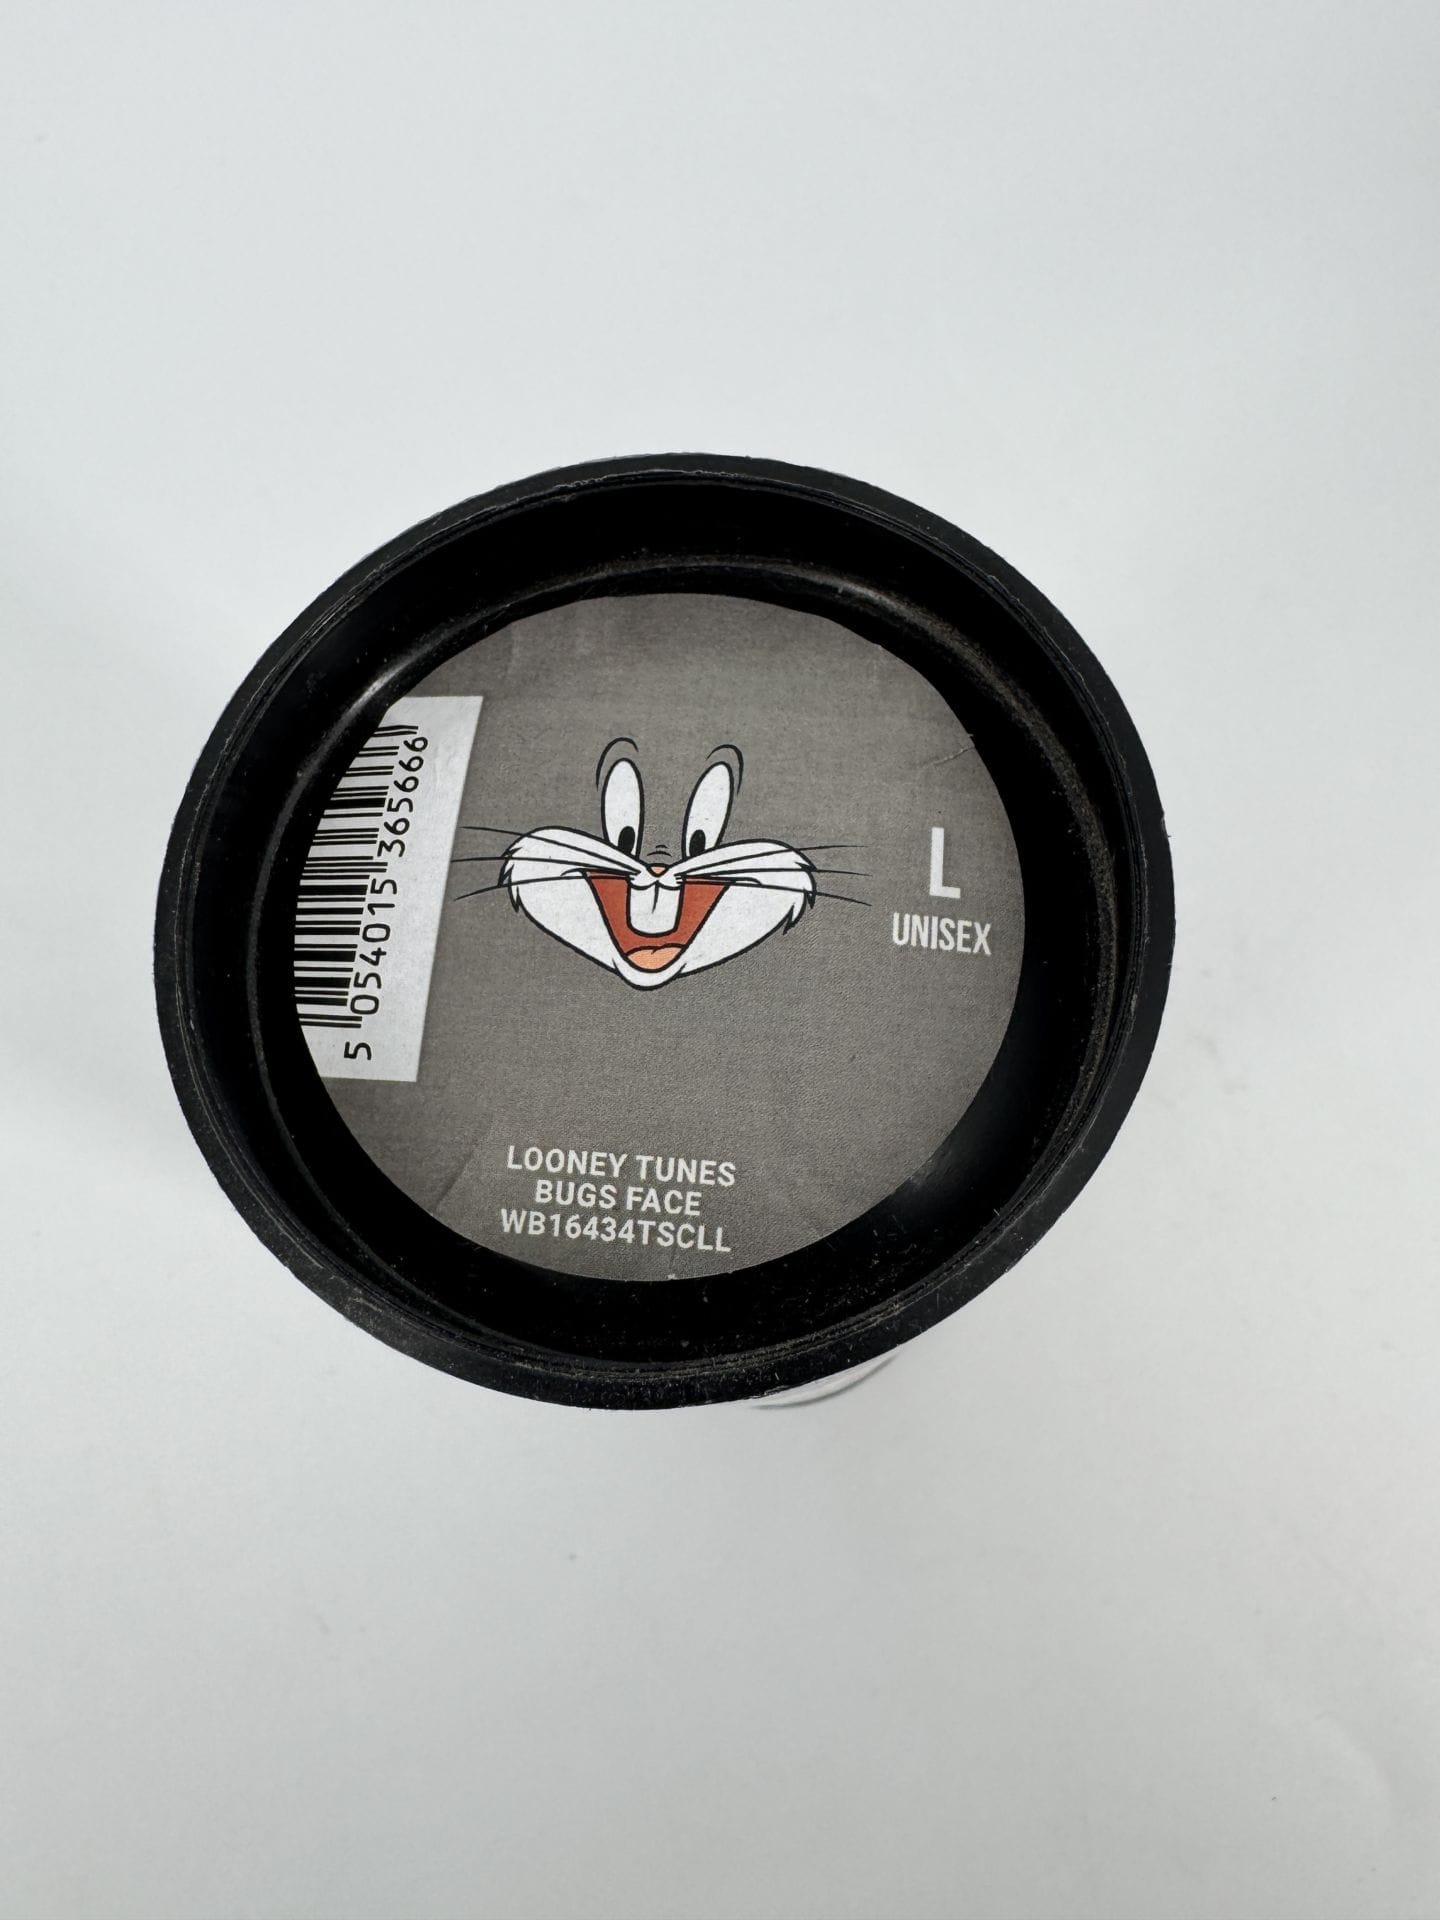 5 054015 365666
L
UNISEX
LOONEY TUNES
BUGS FACE
WB16434TSCLL